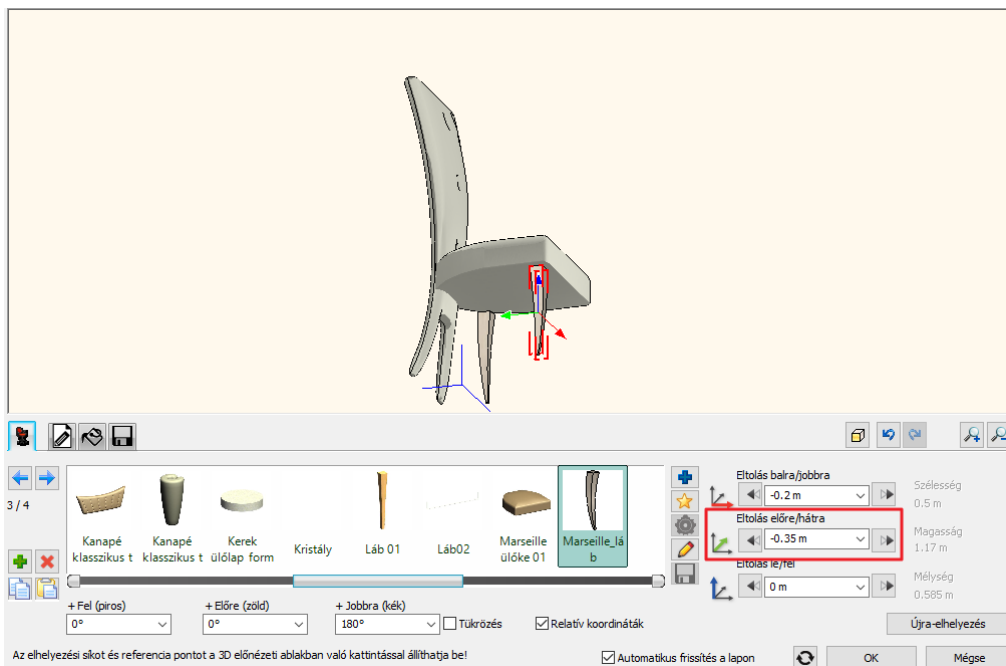 3 / 4
Kanapé klasszikus t
Kanapé klasszikus t
Kerek ülőlap form
Kristály
Láb 01
Láb02
Marseille ülőke 01
Marseille_láb
Eltolás balra/jobbra
-0.2 m
Szélesség
0.5 m
Eltolás előre/hátra
-0.35 m
Magasság
1.17 m
Eltolás le/fel
0 m
Mélység
0.585 m
+ Fel (piros)
+ Előre (zöld)
+ Jobbra (kék)
0°
0°
180°
Tükrözés
Relatív koordináták
Újra-elhelyezés
Az elhelyezési síkot és referencia pontot a 3D előnézeti ablakban való kattintással állíthatja be!
Automatikus frissítés a lapon
OK
Mégse